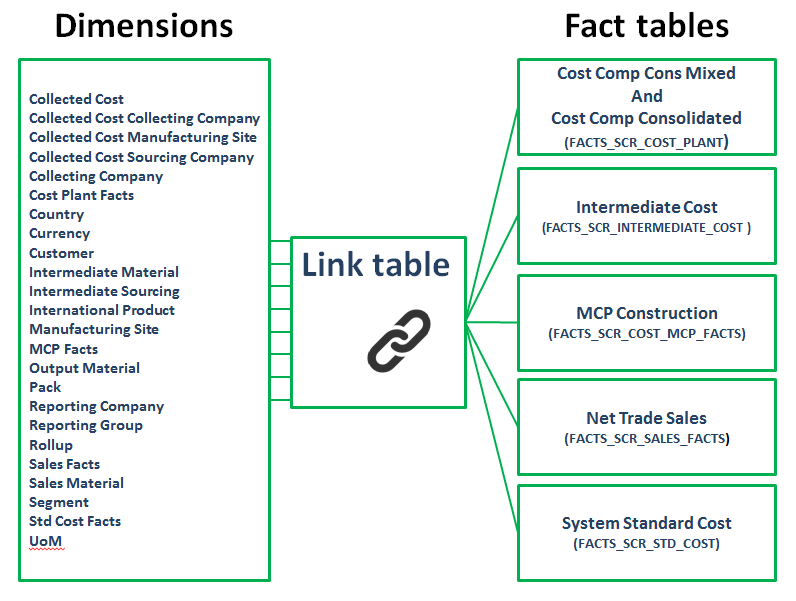 Dimensions
Collected Cost
Collected Cost Collecting Company
Collected Cost Manufacturing Site
Collected Cost Sourcing Company
Collecting Company
Cost Plant Facts
Country
Currency
Customer
Intermediate Material
Intermediate Sourcing
International Product
Manufacturing Site
MCP Facts
Output Material
Pack
Reporting Company
Reporting Group
Rollup
Sales Facts
Sales Material
Segment
Std Cost Facts
UoM
Link table
Fact tables
Cost Comp Cons Mixed
And
Cost Comp Consolidated
(FACTS_SCR_COST_PLANT)
Intermediate Cost
(FACTS_SCR_INTERMEDIATE_COST )
MCP Construction
(FACTS_SCR_COST_MCP_FACTS)
Net Trade Sales
(FACTS_SCR_SALES_FACTS)
System Standard Cost
(FACTS_SCR_STD_COST)